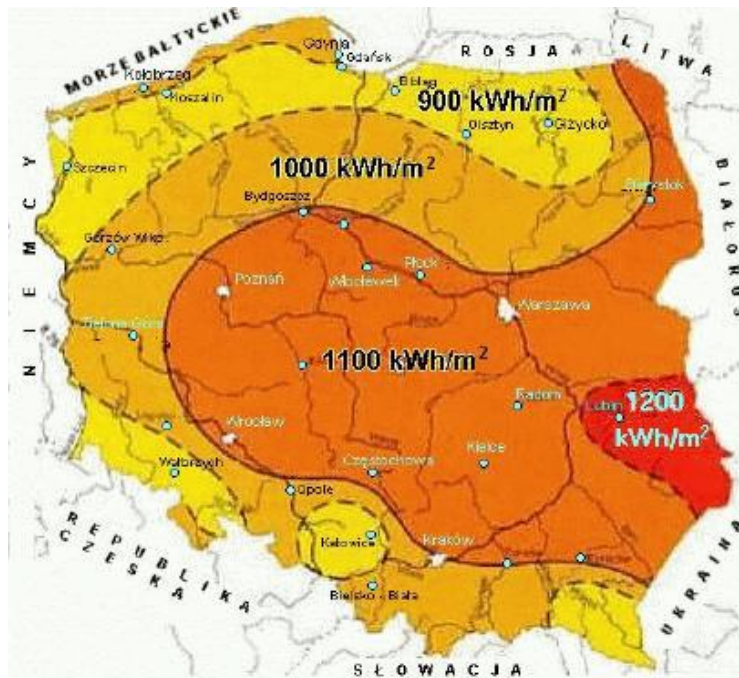 MORZE BAŁTYCKIE
ROSJA
LITWA
BIAŁORUŚ
UKRAINA
SŁOWACJA
REPUBLIKA
CZESKA
NIEMCY
Gdynia
Gdańsk
Kołobrzeg
Koszalin
Elbląg
900 kWh/m²
Olsztyn
Giżycko
Szczecin
1000 kWh/m²
Białystok
Bydgoszcz
Gorzów Wlkp.
Płock
Poznań
Włocławek
Warszawa
Zielona Góra
1100 kWh/m²
Radom
Lublin
1200
kWh/m²
Wrocław
Kielce
Wałbrzych
Częstochowa
Opole
Katowice
Kraków
Bielsko - Biała